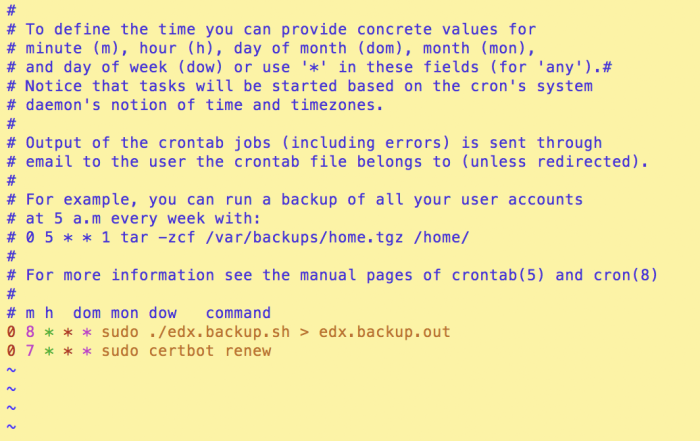 #
# To define the time you can provide concrete values for
# minute (m), hour (h), day of month (dom), month (mon),
# and day of week (dow) or use '*' in these fields (for 'any').#
# Notice that tasks will be started based on the cron's system
# daemon's notion of time and timezones.
#
# Output of the crontab jobs (including errors) is sent through
# email to the user the crontab file belongs to (unless redirected).
#
# For example, you can run a backup of all your user accounts
# at 5 a.m every week with:
# 0 5 * * 1 tar -zcf /var/backups/home.tgz /home/
#
# For more information see the manual pages of crontab(5) and cron(8)
#
# m h  dom mon dow   command
0 8 * * * sudo ./edx.backup.sh > edx.backup.out
0 7 * * * sudo certbot renew
~
~
~
~